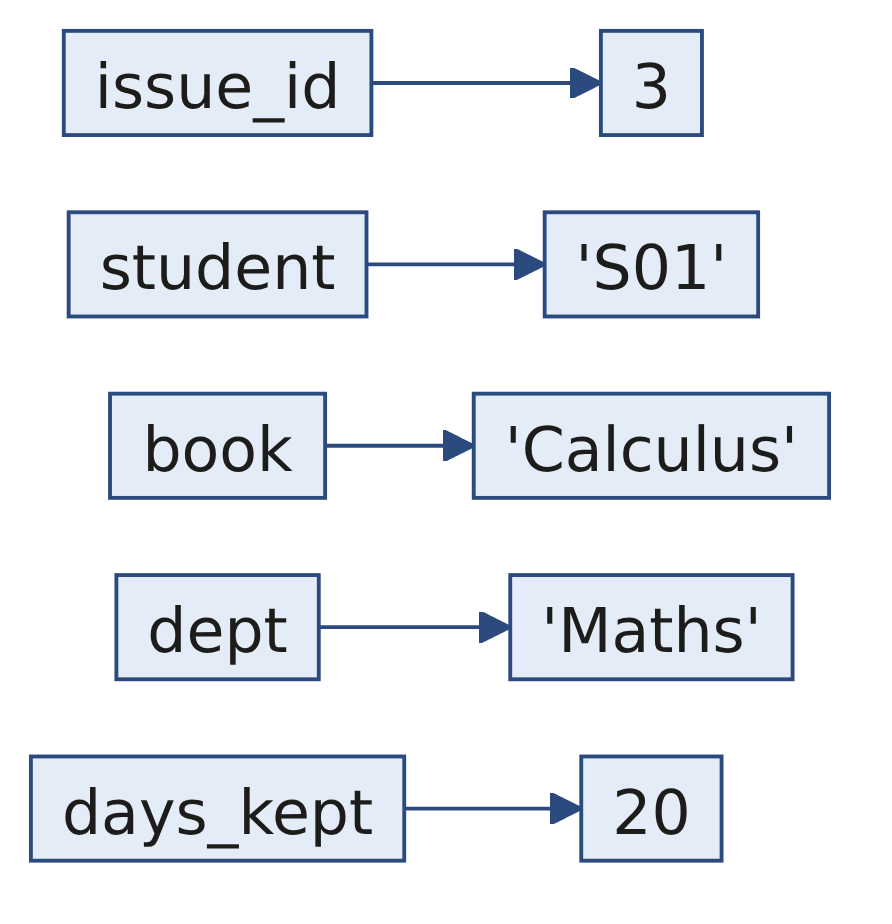 issue_id 3
student 'S01'
book 'Calculus'
dept 'Maths'
days_kept 20